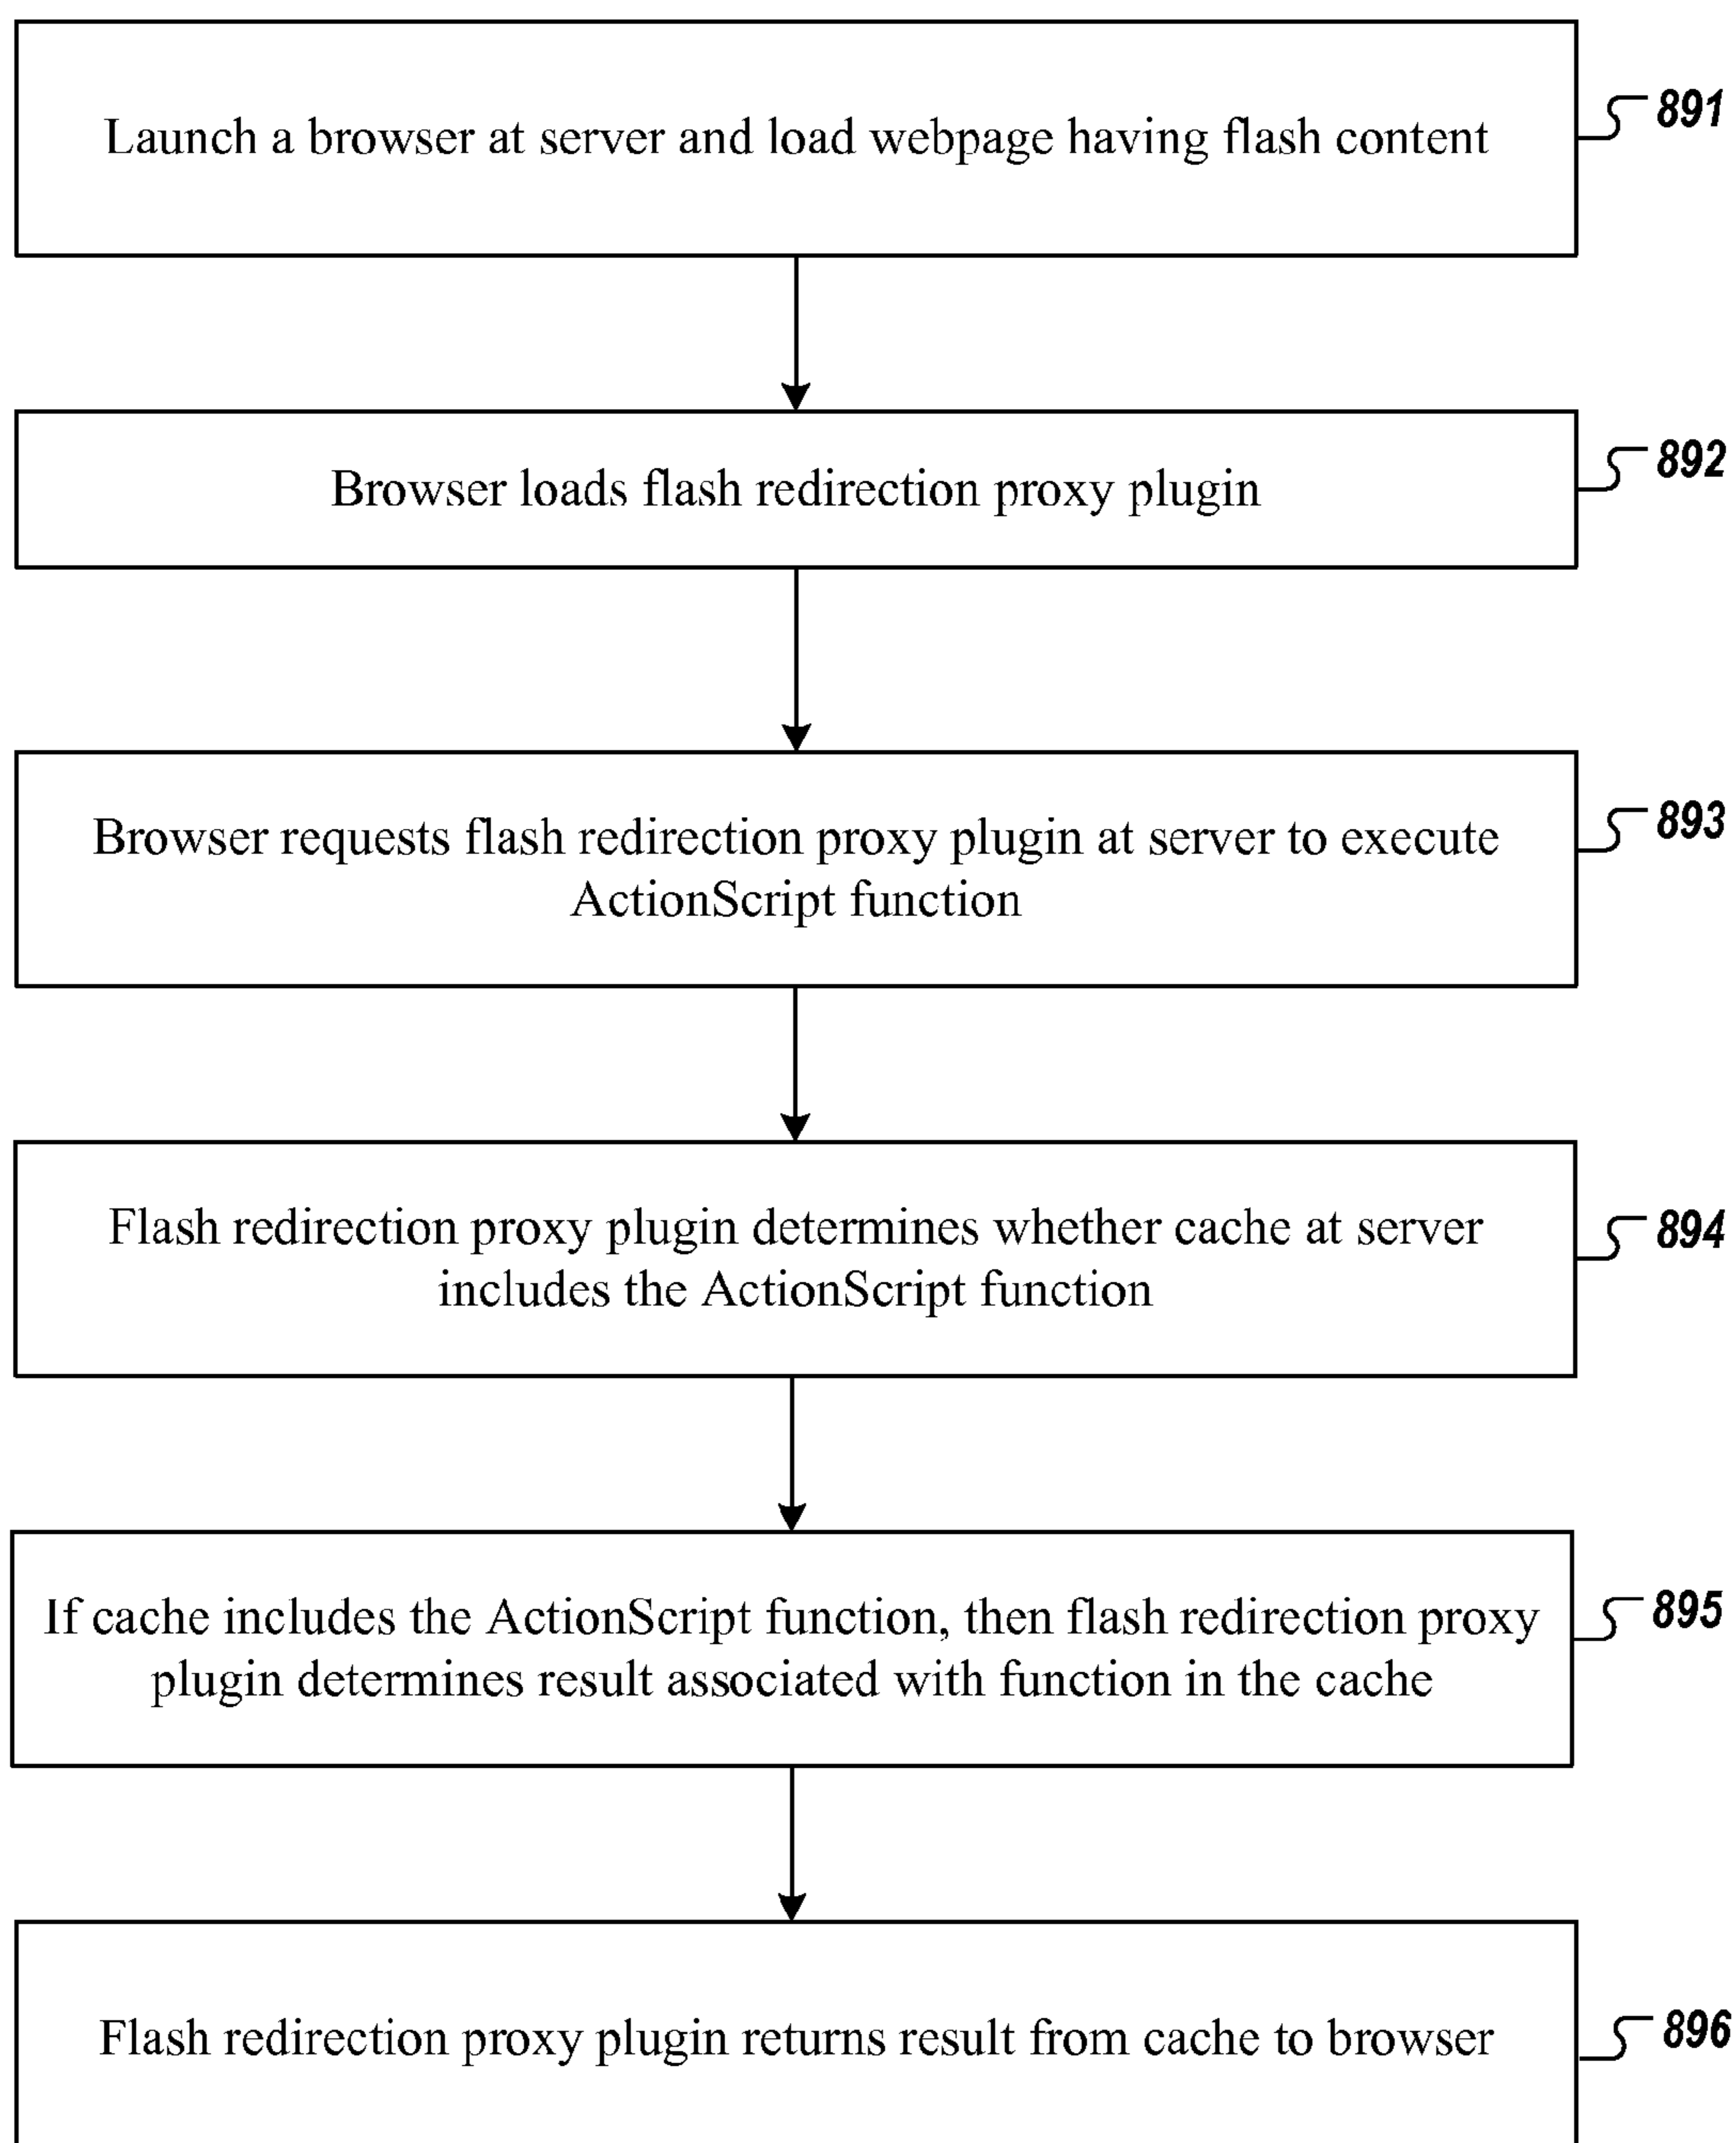 Launch a browser at server and load webpage having flash content
891
Browser loads flash redirection proxy plugin
892
Browser requests flash redirection proxy plugin at server to execute
ActionScript function
893
Flash redirection proxy plugin determines whether cache at server
includes the ActionScript function
894
If cache includes the ActionScript function, then flash redirection proxy
plugin determines result associated with function in the cache
895
Flash redirection proxy plugin returns result from cache to browser
896